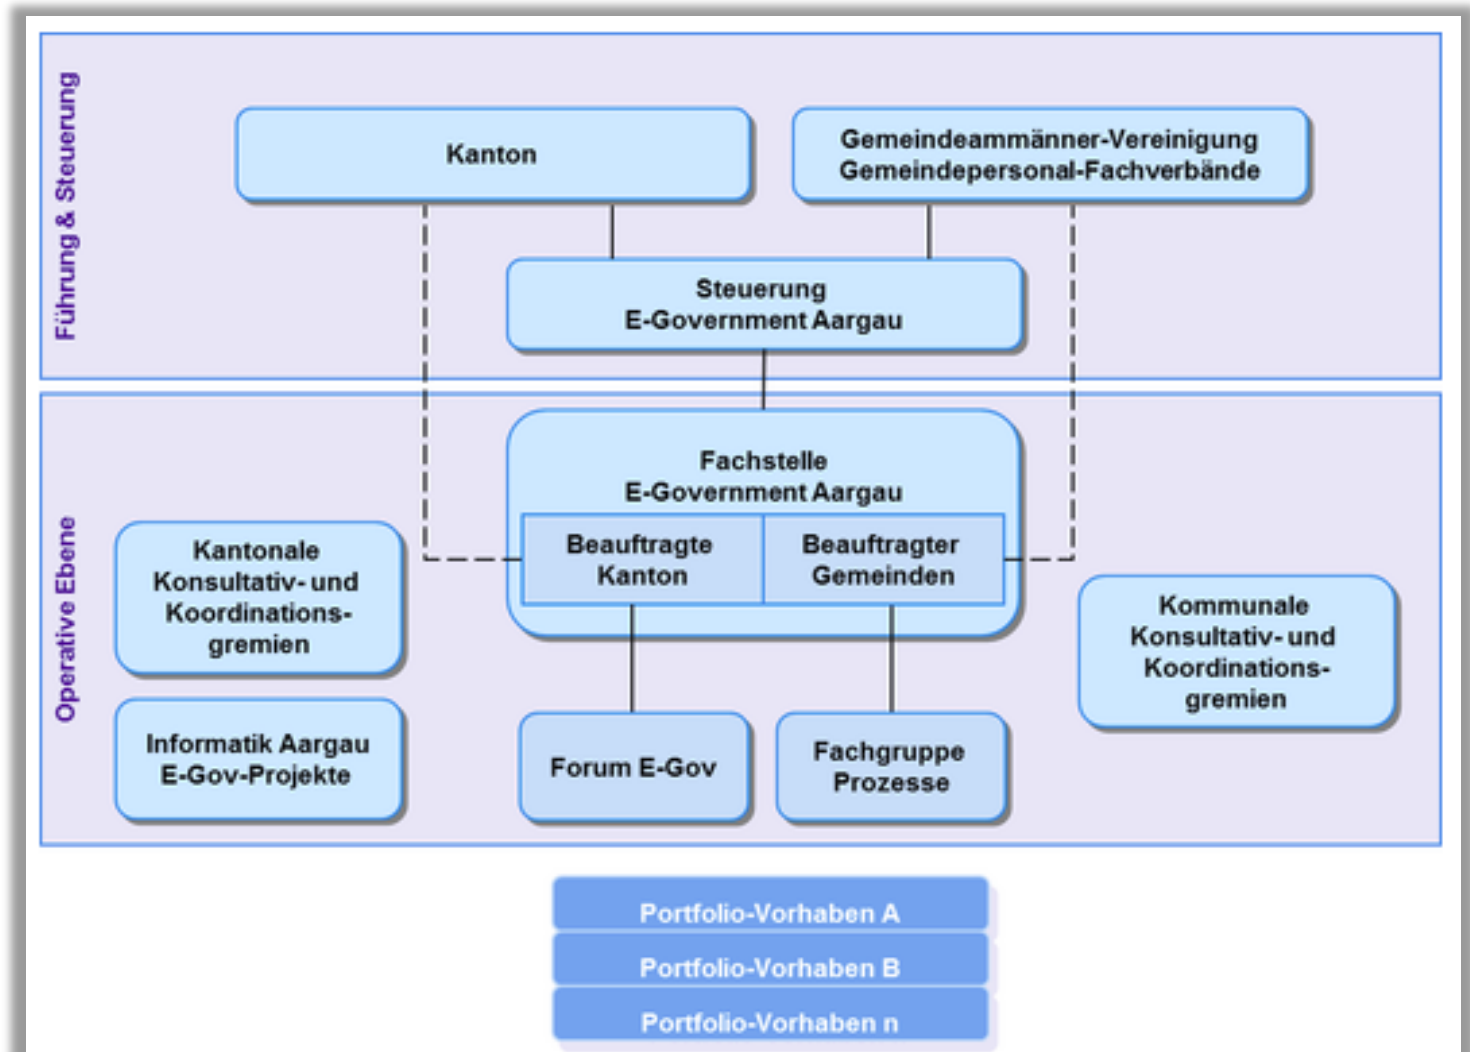 Führung & Steuerung
Kanton
Gemeindeammänner-Vereinigung
Gemeindepersonal-Fachverbände
Steuerung
E-Government Aargau
Operative Ebene
Fachstelle
E-Government Aargau
Beauftragte
Kanton
Beauftragter
Gemeinden
Kantonale
Konsultativ- und
Koordinations-
gremien
Kommunale
Konsultativ- und
Koordinations-
gremien
Informatik Aargau
E-Gov-Projekte
Forum E-Gov
Fachgruppe
Prozesse
Portfolio-Vorhaben A
Portfolio-Vorhaben B
Portfolio-Vorhaben n